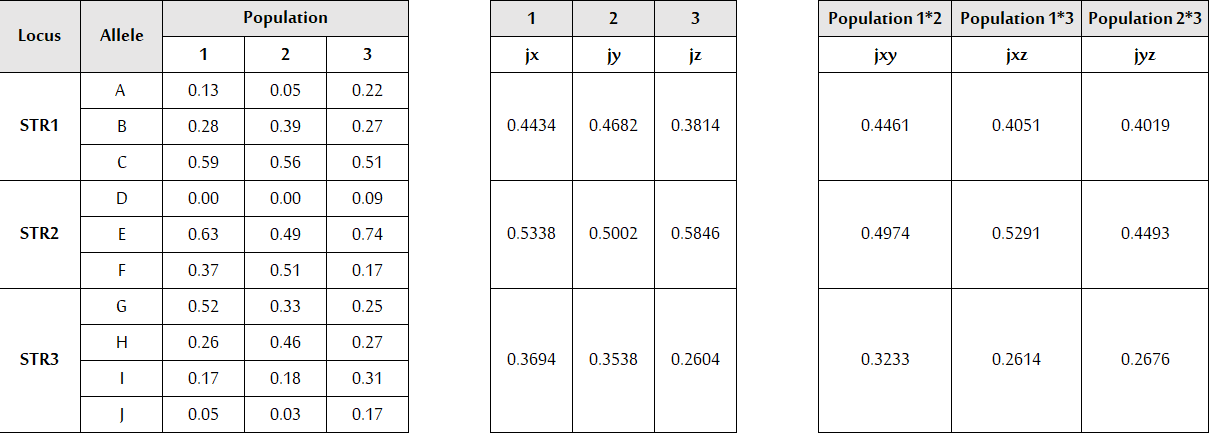 Locus Allele Population 1 2 3 Population 1*2 Population 1*3 Population 2*3
1 2 3 jx jy jz jxy jxz jyz
A 0.13 0.05 0.22
STR1 B 0.28 0.39 0.27 0.4434 0.4682 0.3814 0.4461 0.4051 0.4019
C 0.59 0.56 0.51
D 0.00 0.00 0.09
STR2 E 0.63 0.49 0.74 0.5338 0.5002 0.5846 0.4974 0.5291 0.4493
F 0.37 0.51 0.17
G 0.52 0.33 0.25
H 0.26 0.46 0.27
STR3 0.3694 0.3538 0.2604 0.3233 0.2614 0.2676
I 0.17 0.18 0.31
J 0.05 0.03 0.17